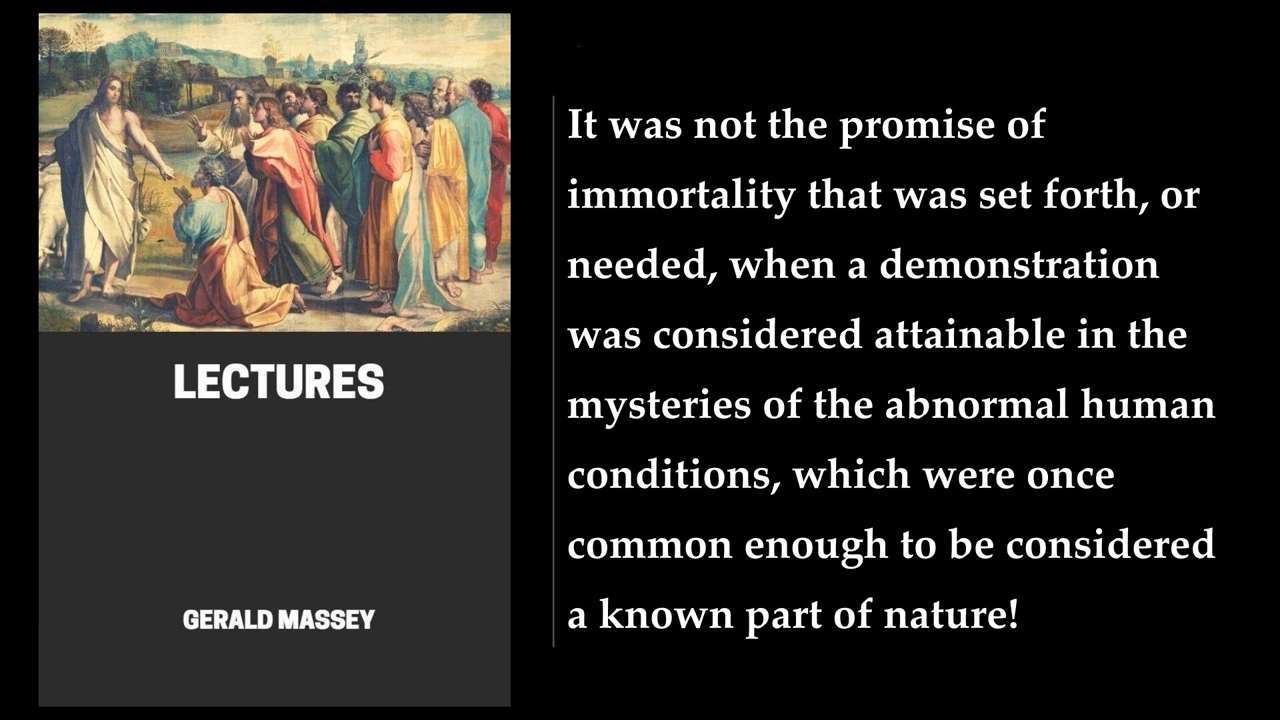 LECTURES
GERALD MASSEY
It was not the promise of
immortality that was set forth, or
needed, when a demonstration
was considered attainable in the
mysteries of the abnormal human
conditions, which were once
common enough to be considered
a known part of nature!